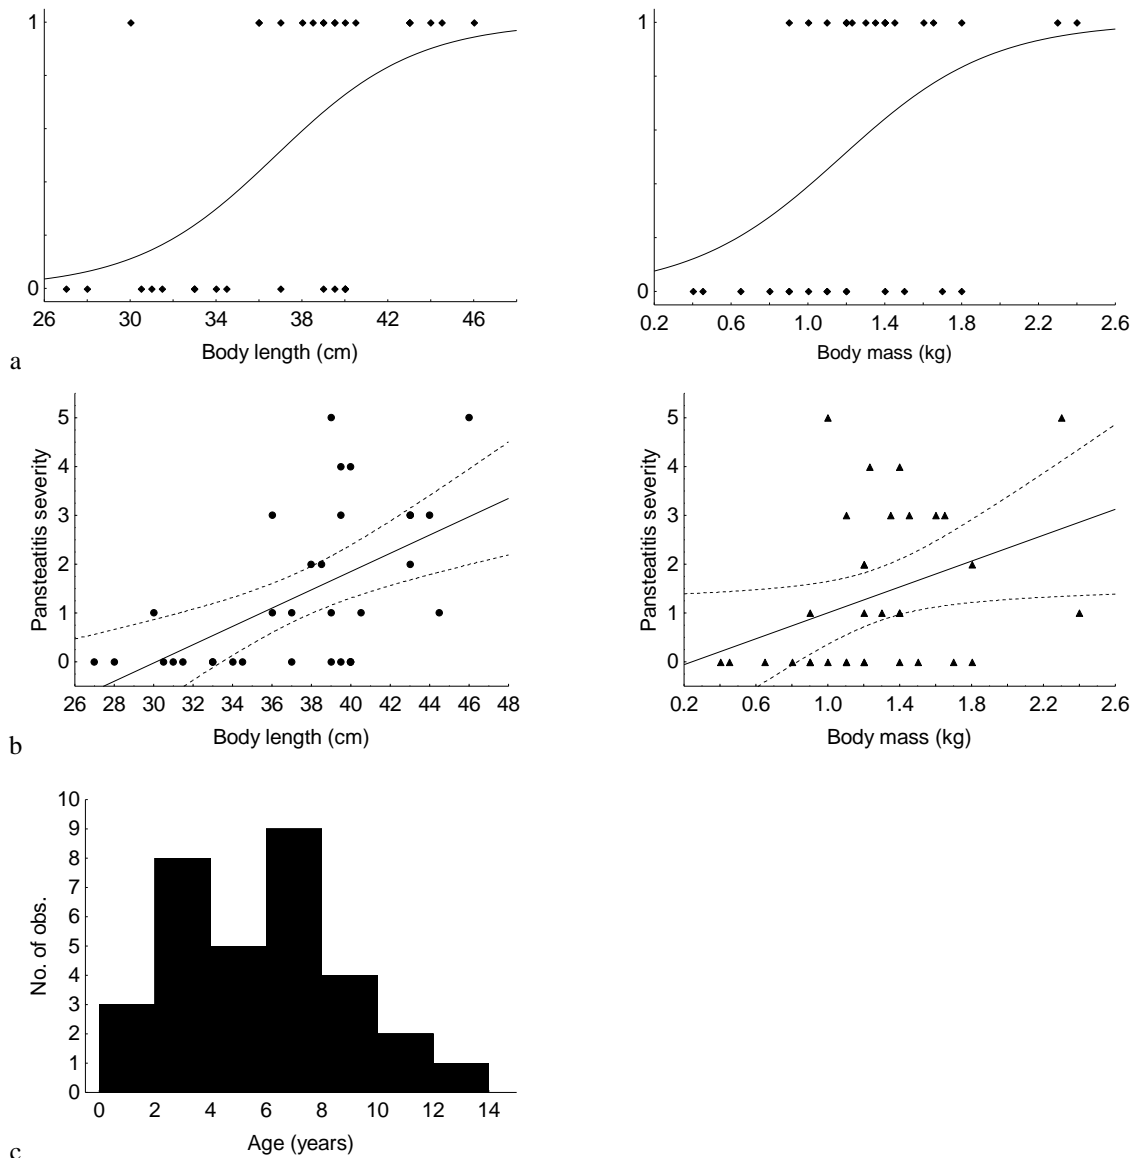 1
0
26 30 34 38 42 46
Body length (cm)
1
0
0.2 0.6 1.0 1.4 1.8 2.2 2.6
Body mass (kg)
a
Pansteatitis severity
5
4
3
2
1
0
26 28 30 32 34 36 38 40 42 44 46 48
Body length (cm)
Pansteatitis severity
5
4
3
2
1
0
0.2 0.6 1.0 1.4 1.8 2.2 2.6
Body mass (kg)
b
No. of obs.
10
9
8
7
6
5
4
3
2
1
0
0 2 4 6 8 10 12 14
Age (years)
c